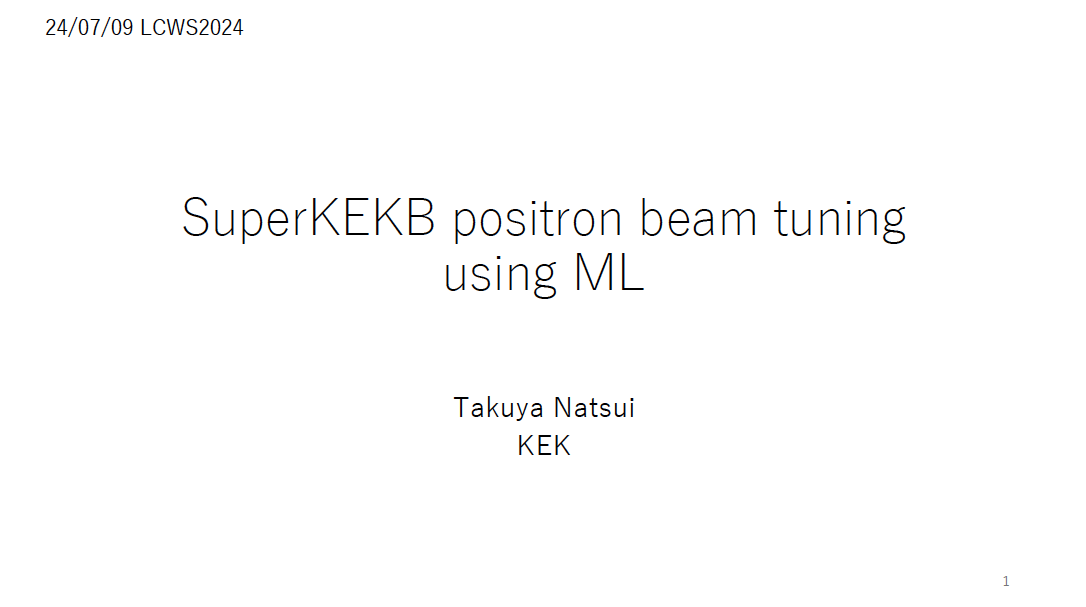 24/07/09 LCWS2024
SuperKEKB positron beam tuning
using ML
Takuya Natsui
KEK
1